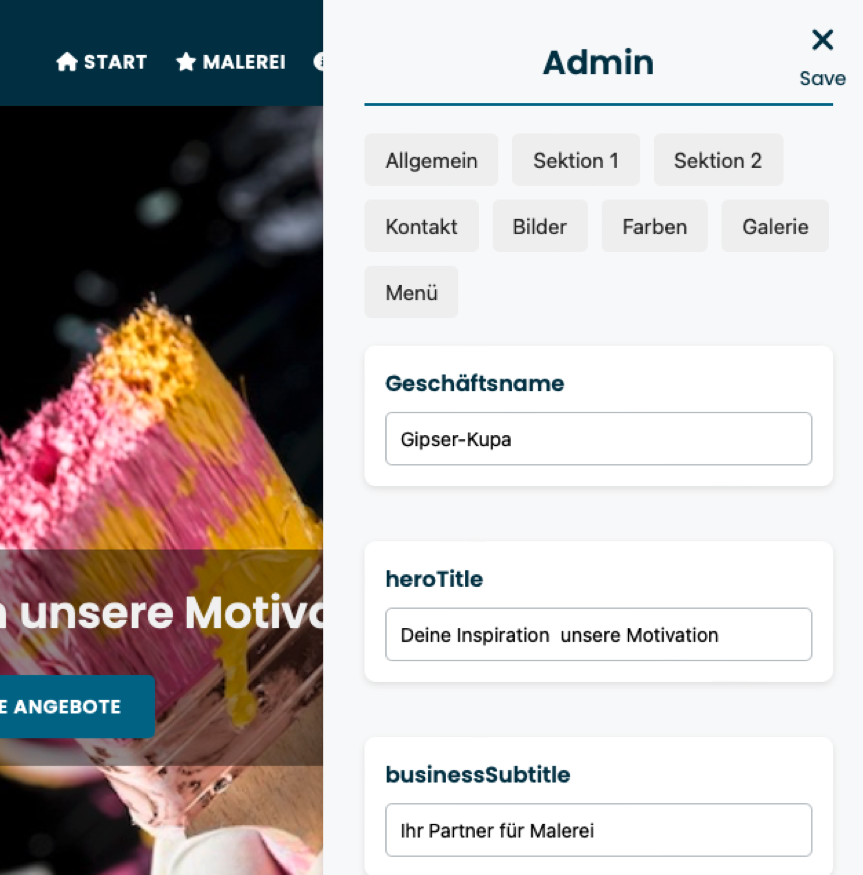 START MALEREI
Admin
Save
Allgemein Sektion 1 Sektion 2
Kontakt Bilder Farben Galerie
Menü
Geschäftsname
Gipser-Kupa
heroTitle
Deine Inspiration  unsere Motivation
unsere Motiva
E ANGEBOTE
businessSubtitle
Ihr Partner für Malerei